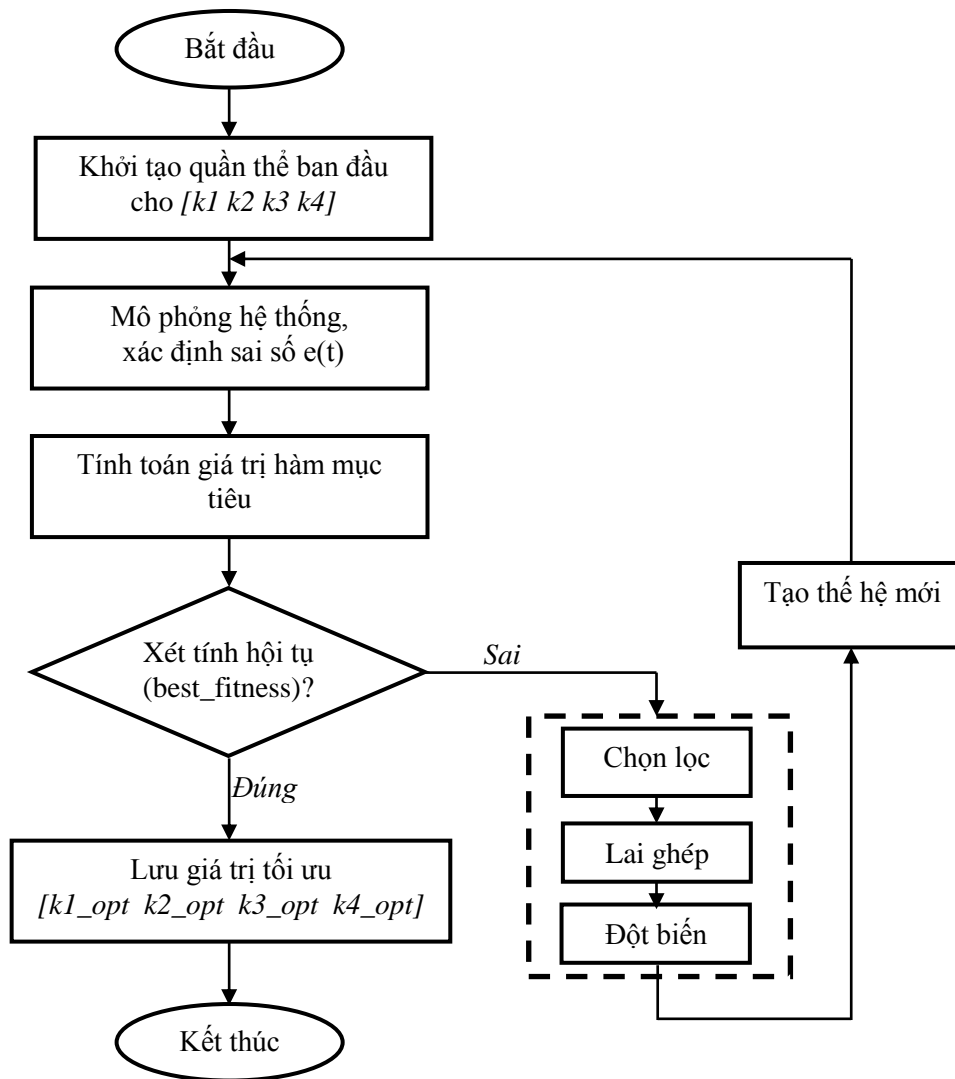 Bắt đầu
Khởi tạo quần thể ban đầu
cho [k1 k2 k3 k4]
Mô phỏng hệ thống,
xác định sai số e(t)
Tính toán giá trị hàm mục
tiêu
Tạo thế hệ mới
Xét tính hội tụ
(best_fitness)?
Sai
Chọn lọc
Đúng
Lai ghép
Lưu giá trị tối ưu
[k1_opt k2_opt k3_opt k4_opt]
Đột biến
Kết thúc